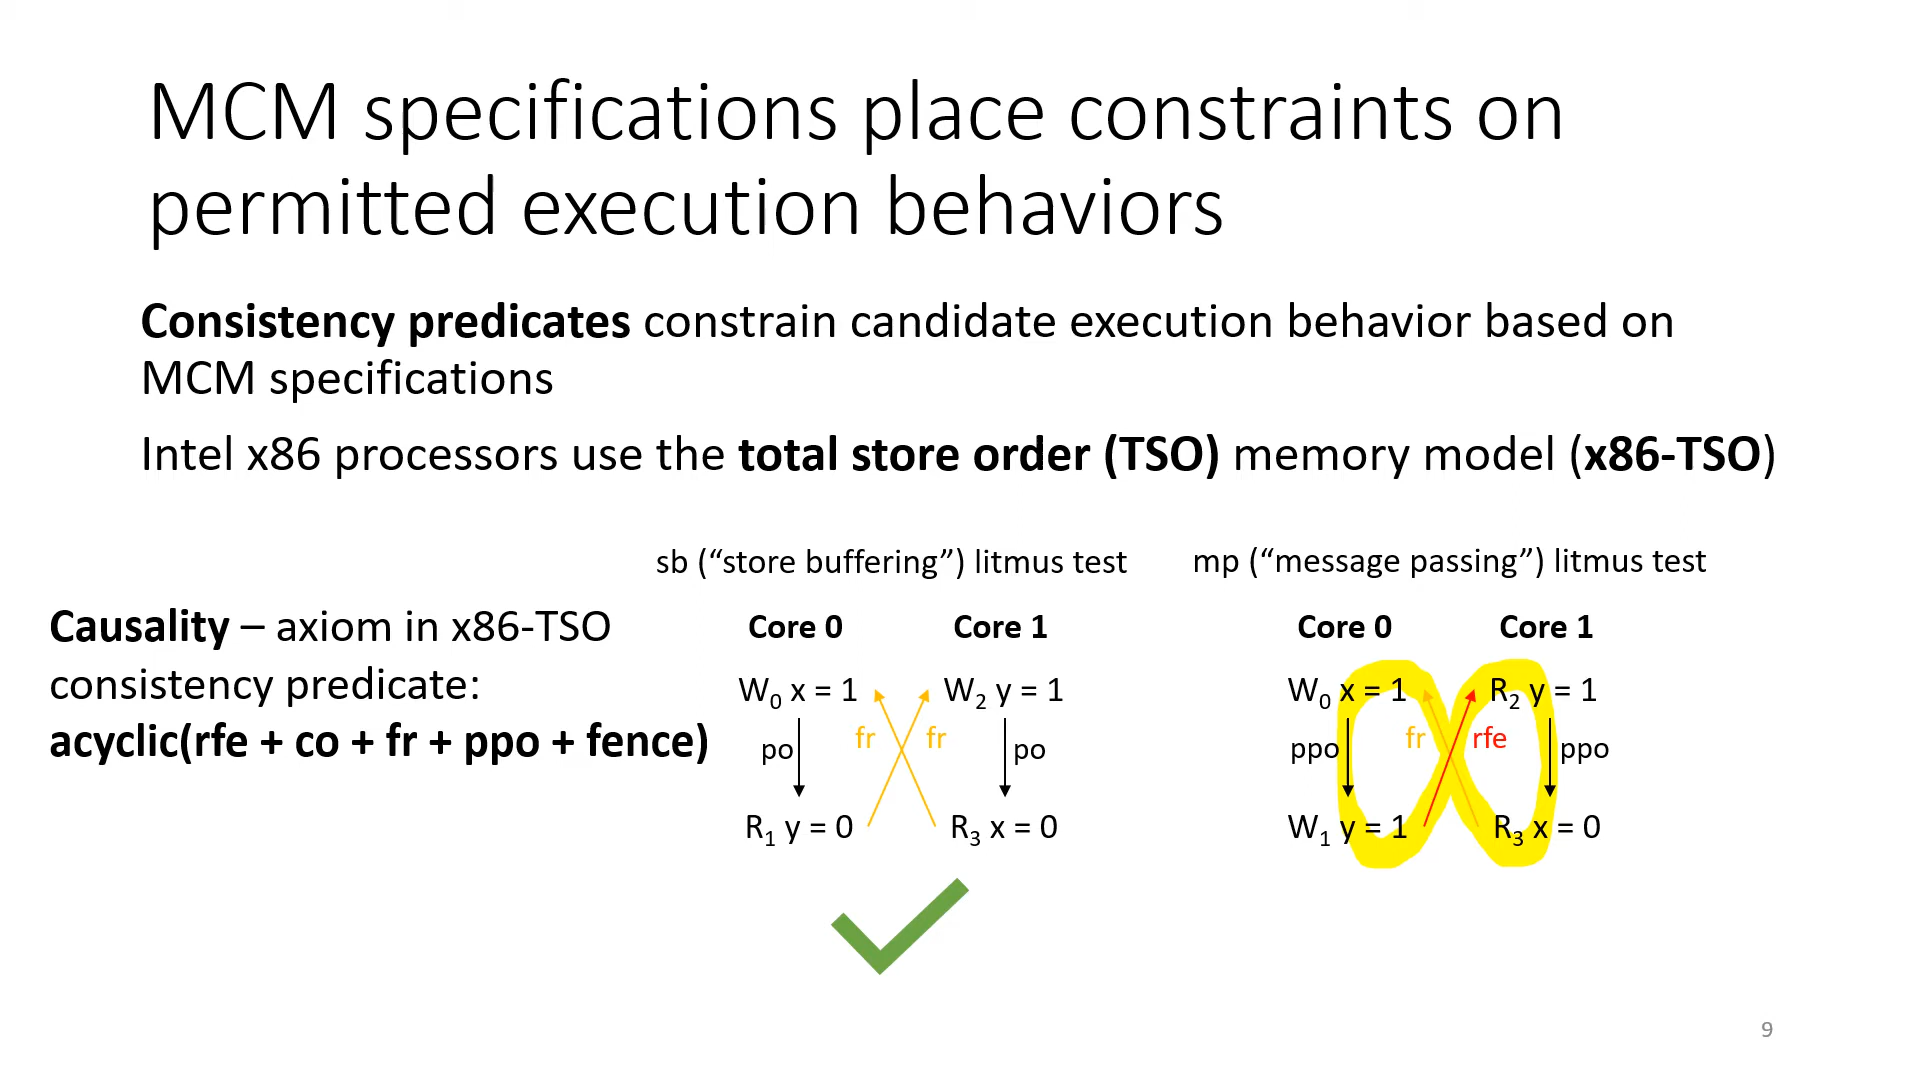 MCM specifications place constraints on
permitted execution behaviors
Consistency predicates constrain candidate execution behavior based on
MCM specifications
Intel x86 processors use the total store order (TSO) memory model (x86-TSO)
Causality – axiom in x86-TSO
consistency predicate:
acyclic(rfe + co + fr + ppo + fence)
sb (“store buffering”) litmus test
Core 0 Core 1
W0 x = 1 W2 y = 1
po fr fr po
R1 y = 0 R3 x = 0
mp (“message passing”) litmus test
Core 0 Core 1
W0 x = 1 R2 y = 1
ppo fr rfe ppo
W1 y = 1 R3 x = 0
9